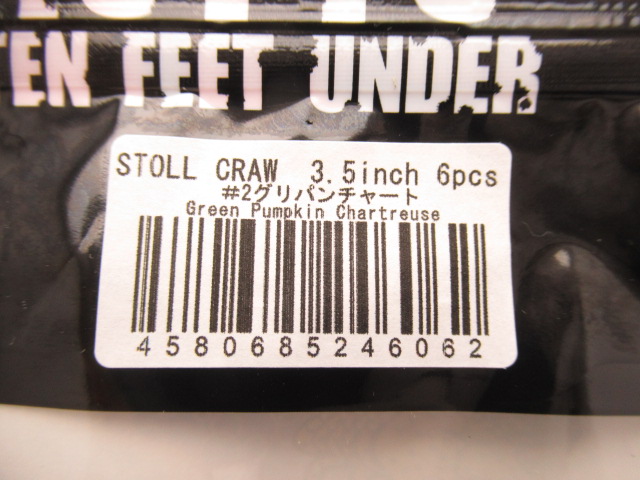 TEN FEET UNDER
STOLL CRAW 3.5inch 6pcs
#2グリパンチャート
Green Pumpkin Chartreuse
4580685246062